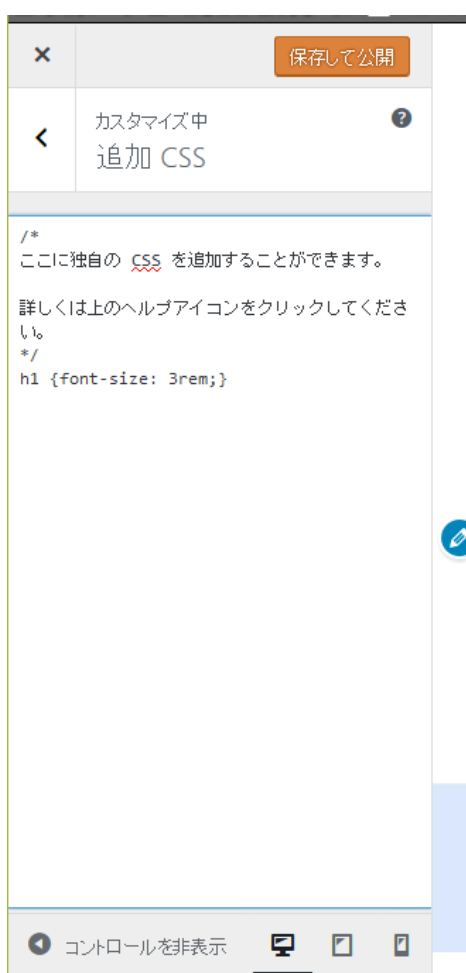 ×
保存して公開
カスタマイズ中
追加 CSS
/*
ここに独自の CSS を追加することができます。
詳しくは上のヘルプアイコンをクリックしてくださ
い。
*/
h1 {font-size: 3rem;}
コントロールを非表示